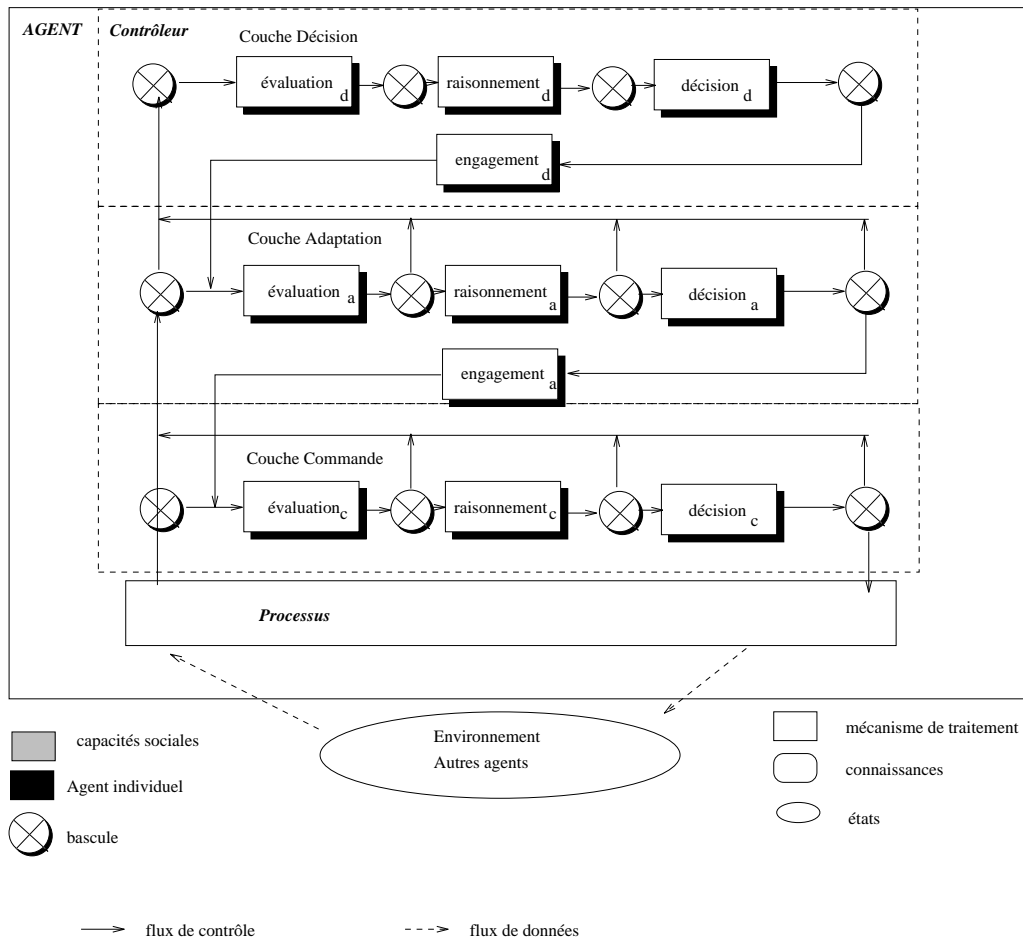 AGENT
Contrôleur
Couche Décision
évaluation d
raisonnement d
décision d
engagement d
Couche Adaptation
évaluation a
raisonnement a
décision a
engagement a
Couche Commande
évaluation c
raisonnement c
décision c
Processus
Environnement
Autres agents
capacités sociales
Agent individuel
bascule
mécanisme de traitement
connaissances
états
flux de contrôle
flux de données